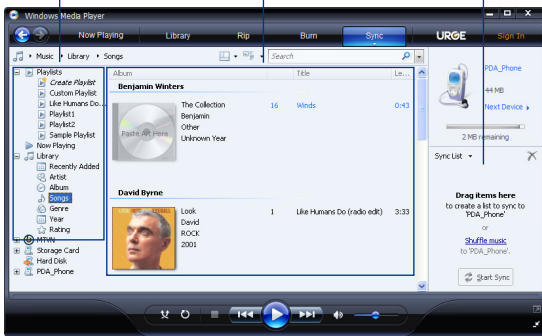 Windows Media Player
Now Playing Library Rip Burn Sync URGE Sign In
Music Library Songs
Search
Playlists
Create Playlist
Custom Playlist
Like Humans Do...
Playlist1
Playlist2
Sample Playlist
Now Playing
Library
Recently Added
Artist
Album
Songs
Genre
Year
Rating
MTVN
Storage Card
Hard Disk
PDA_Phone
Album Title Le...
Benjamin Winters
Paste Art Here
The Collection 16 Winds 0:43
Benjamin
Other
Unknown Year
David Byrne
Look 1 Like Humans Do (radio edit) 3:33
David
ROCK
2001
PDA_Phone
44 MB
Next Device
2 MB remaining
Sync List
Drag items here
to create a list to sync to
'PDA_Phone'
or
Shuffle music
to 'PDA_Phone'.
Start Sync